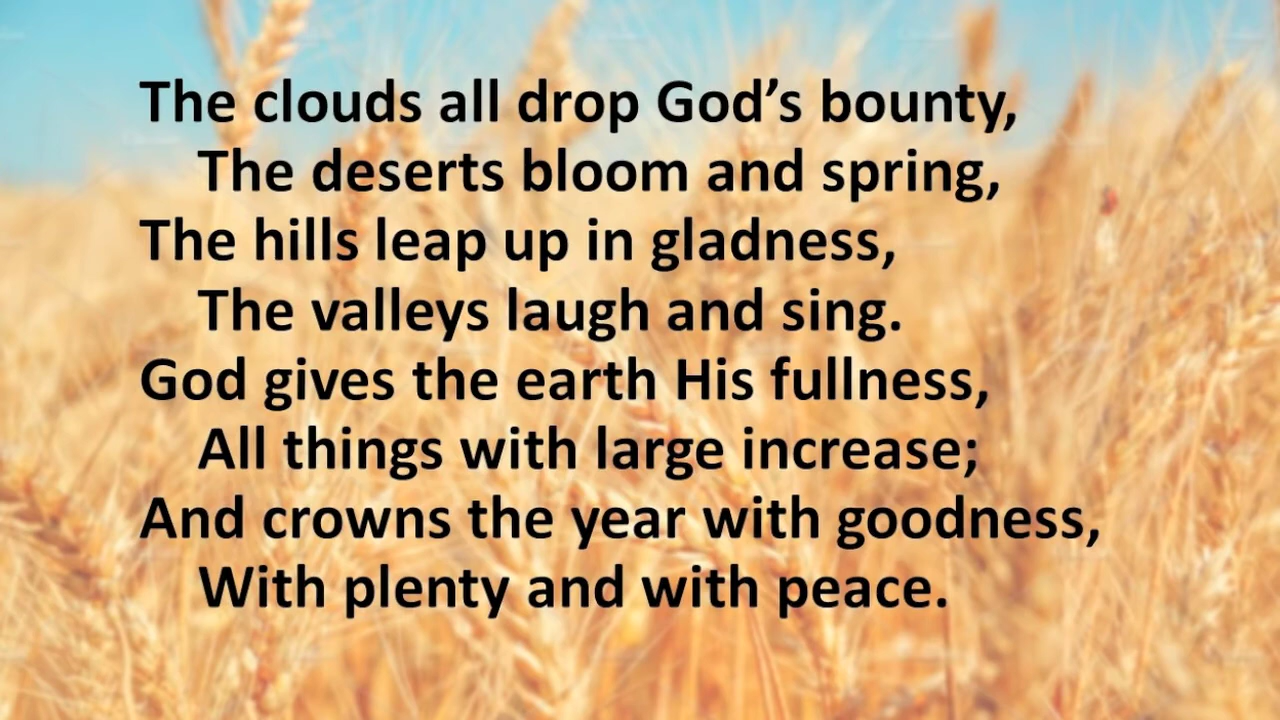 The clouds all drop God’s bounty,
The deserts bloom and spring,
The hills leap up in gladness,
The valleys laugh and sing.
God gives the earth His fullness,
All things with large increase;
And crowns the year with goodness,
With plenty and with peace.